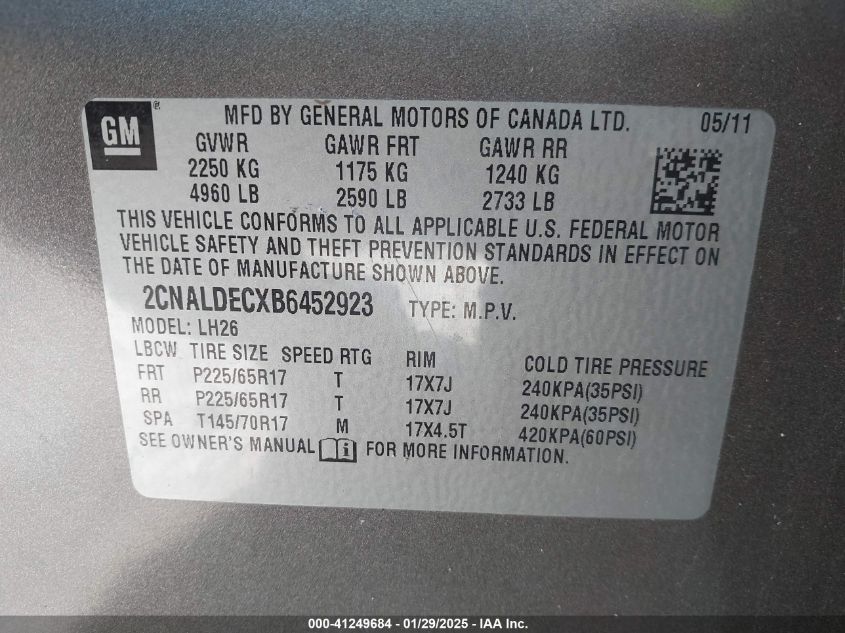 GM ® MFD BY GENERAL MOTORS OF CANADA LTD. 05/11
GVWR GAWR FRT GAWR RR
2250 KG 1175 KG 1240 KG
4960 LB 2590 LB 2733 LB
THIS VEHICLE CONFORMS TO ALL APPLICABLE U.S. FEDERAL MOTOR
VEHICLE SAFETY AND THEFT PREVENTION STANDARDS IN EFFECT ON
THE DATE OF MANUFACTURE SHOWN ABOVE.
2CNALDECXB6452923 TYPE: M.P.V.
MODEL: LH26
LBCW TIRE SIZE SPEED RTG RIM COLD TIRE PRESSURE
FRT P225/65R17 T 17X7J 240KPA(35PSI)
RR P225/65R17 T 17X7J 240KPA(35PSI)
SPA T145/70R17 M 17X4.5T 420KPA(60PSI)
SEE OWNER'S MANUAL i FOR MORE INFORMATION.
000-41249684 - 01/29/2025 - IAA Inc.